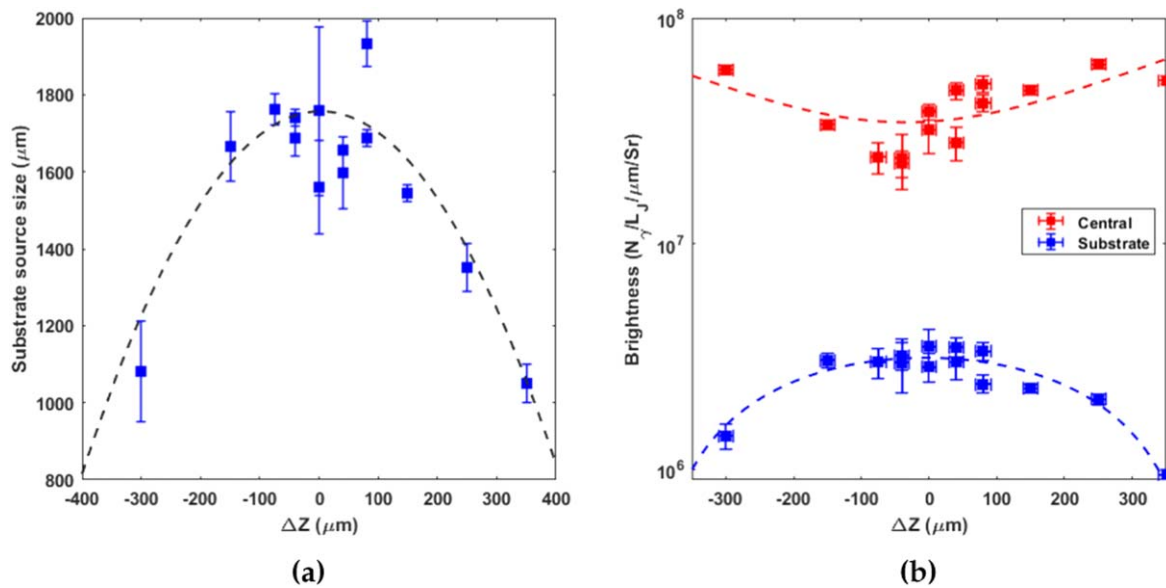 2000
1800
1600
1400
1200
1000
800
Substrate source size (μm)
-400 -300 -200 -100 0 100 200 300 400
ΔZ (μm)
(a)
10^8
10^7
10^6
Brightness (N_γ/L_J/μm/Sr)
Central
Substrate
-300 -200 -100 0 100 200 300
ΔZ (μm)
(b)